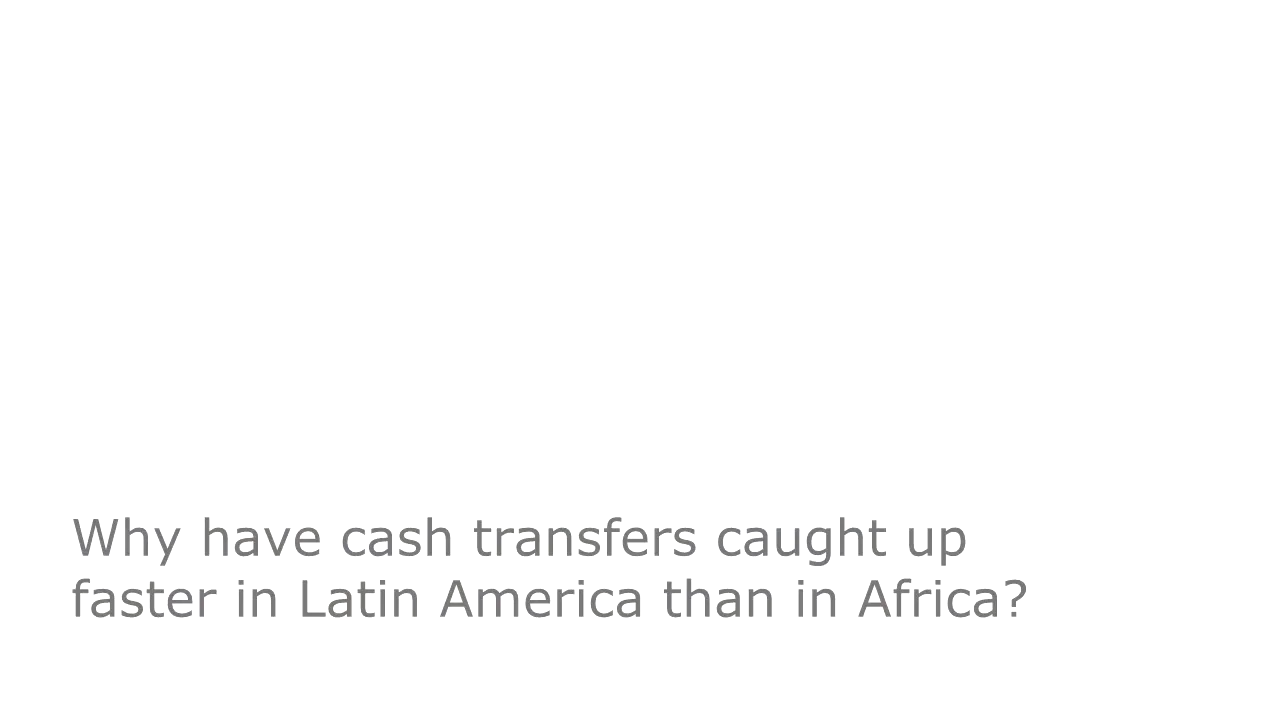 Why have cash transfers caught up
faster in Latin America than in Africa?